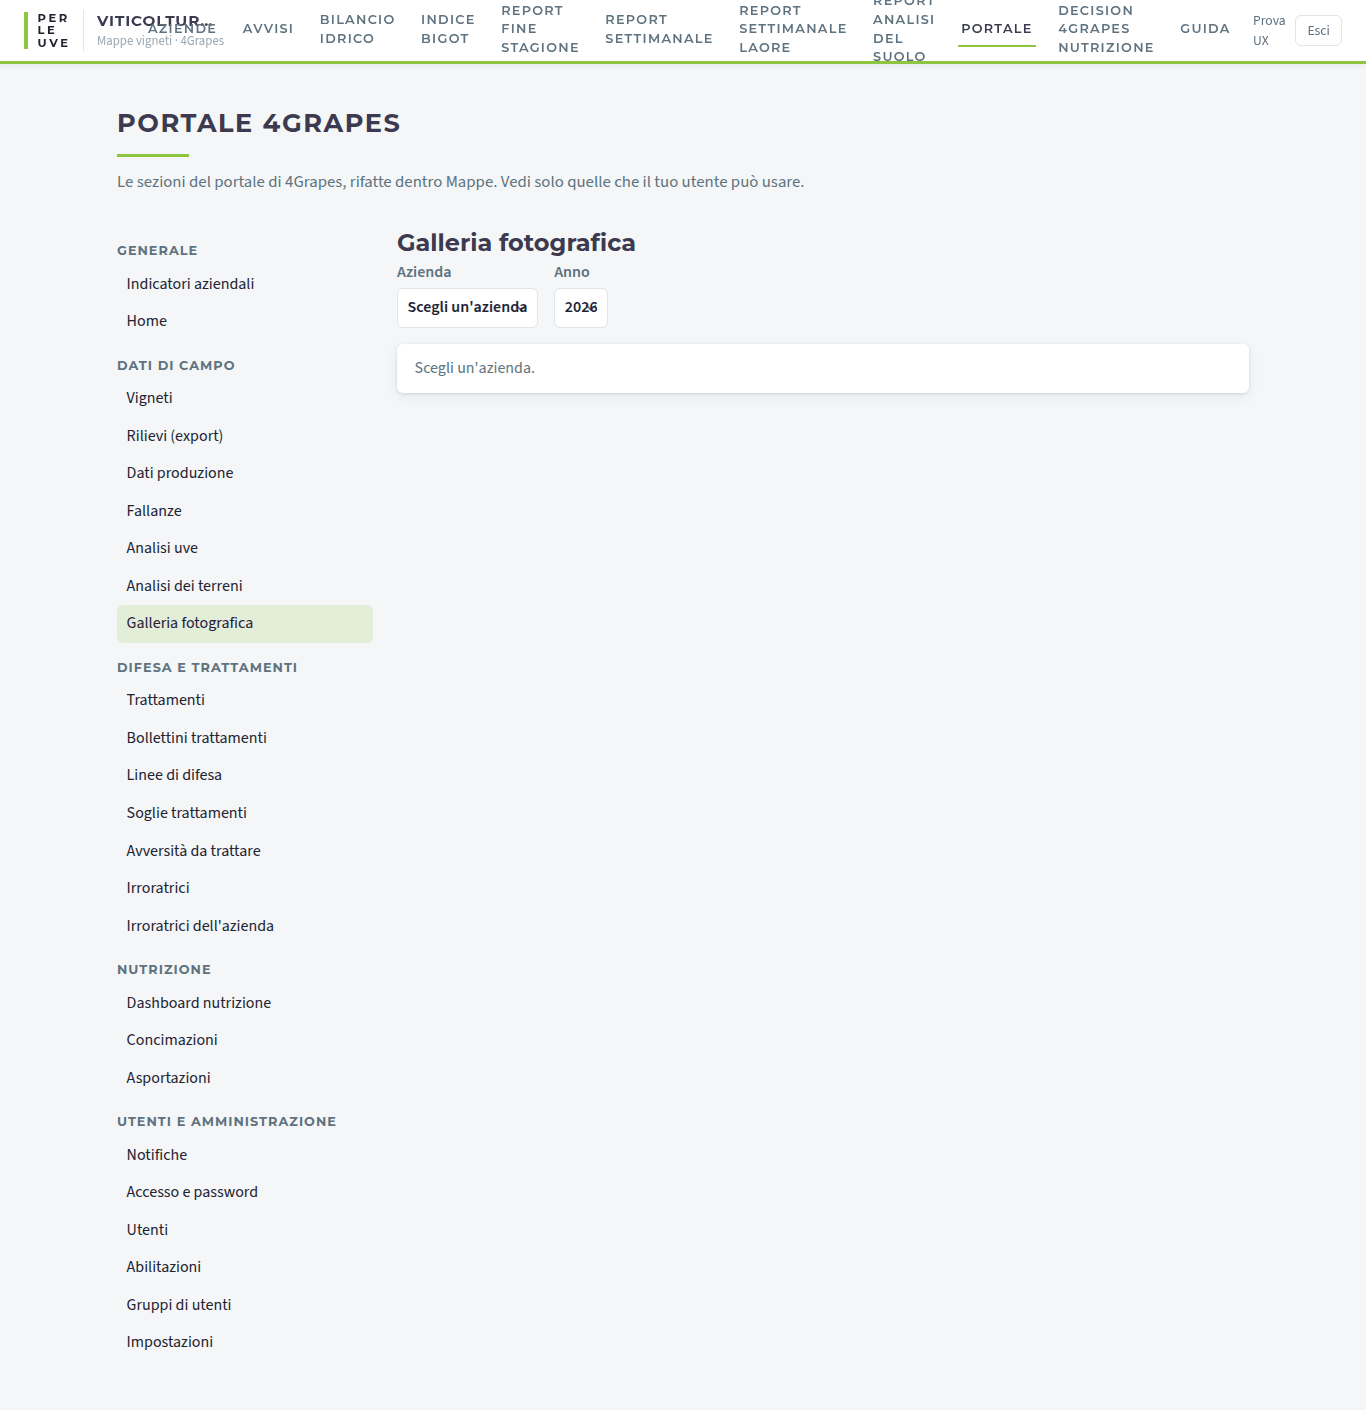 PER
LE
UVE
VITICOLTUR...
Mappe vigneti · 4Grapes
AZIENDE
AVVISI
BILANCIO
IDRICO
INDICE
BIGOT
REPORT
FINE
STAGIONE
REPORT
SETTIMANALE
REPORT
SETTIMANALE
LAORE
REPORT
ANALISI
DEL
SUOLO
PORTALE
DECISION
4GRAPES
NUTRIZIONE
GUIDA
Prova
UX
Esci
PORTALE 4GRAPES
Le sezioni del portale di 4Grapes, rifatte dentro Mappe. Vedi solo quelle che il tuo utente può usare.
GENERALE
Indicatori aziendali
Home
DATI DI CAMPO
Vigneti
Rilievi (export)
Dati produzione
Fallanze
Analisi uve
Analisi dei terreni
Galleria fotografica
DIFESA E TRATTAMENTI
Trattamenti
Bollettini trattamenti
Linee di difesa
Soglie trattamenti
Avversità da trattare
Irroratrici
Irroratrici dell'azienda
NUTRIZIONE
Dashboard nutrizione
Concimazioni
Asportazioni
UTENTI E AMMINISTRAZIONE
Notifiche
Accesso e password
Utenti
Abilitazioni
Gruppi di utenti
Impostazioni
Galleria fotografica
Azienda
Anno
Scegli un'azienda
2026
Scegli un'azienda.